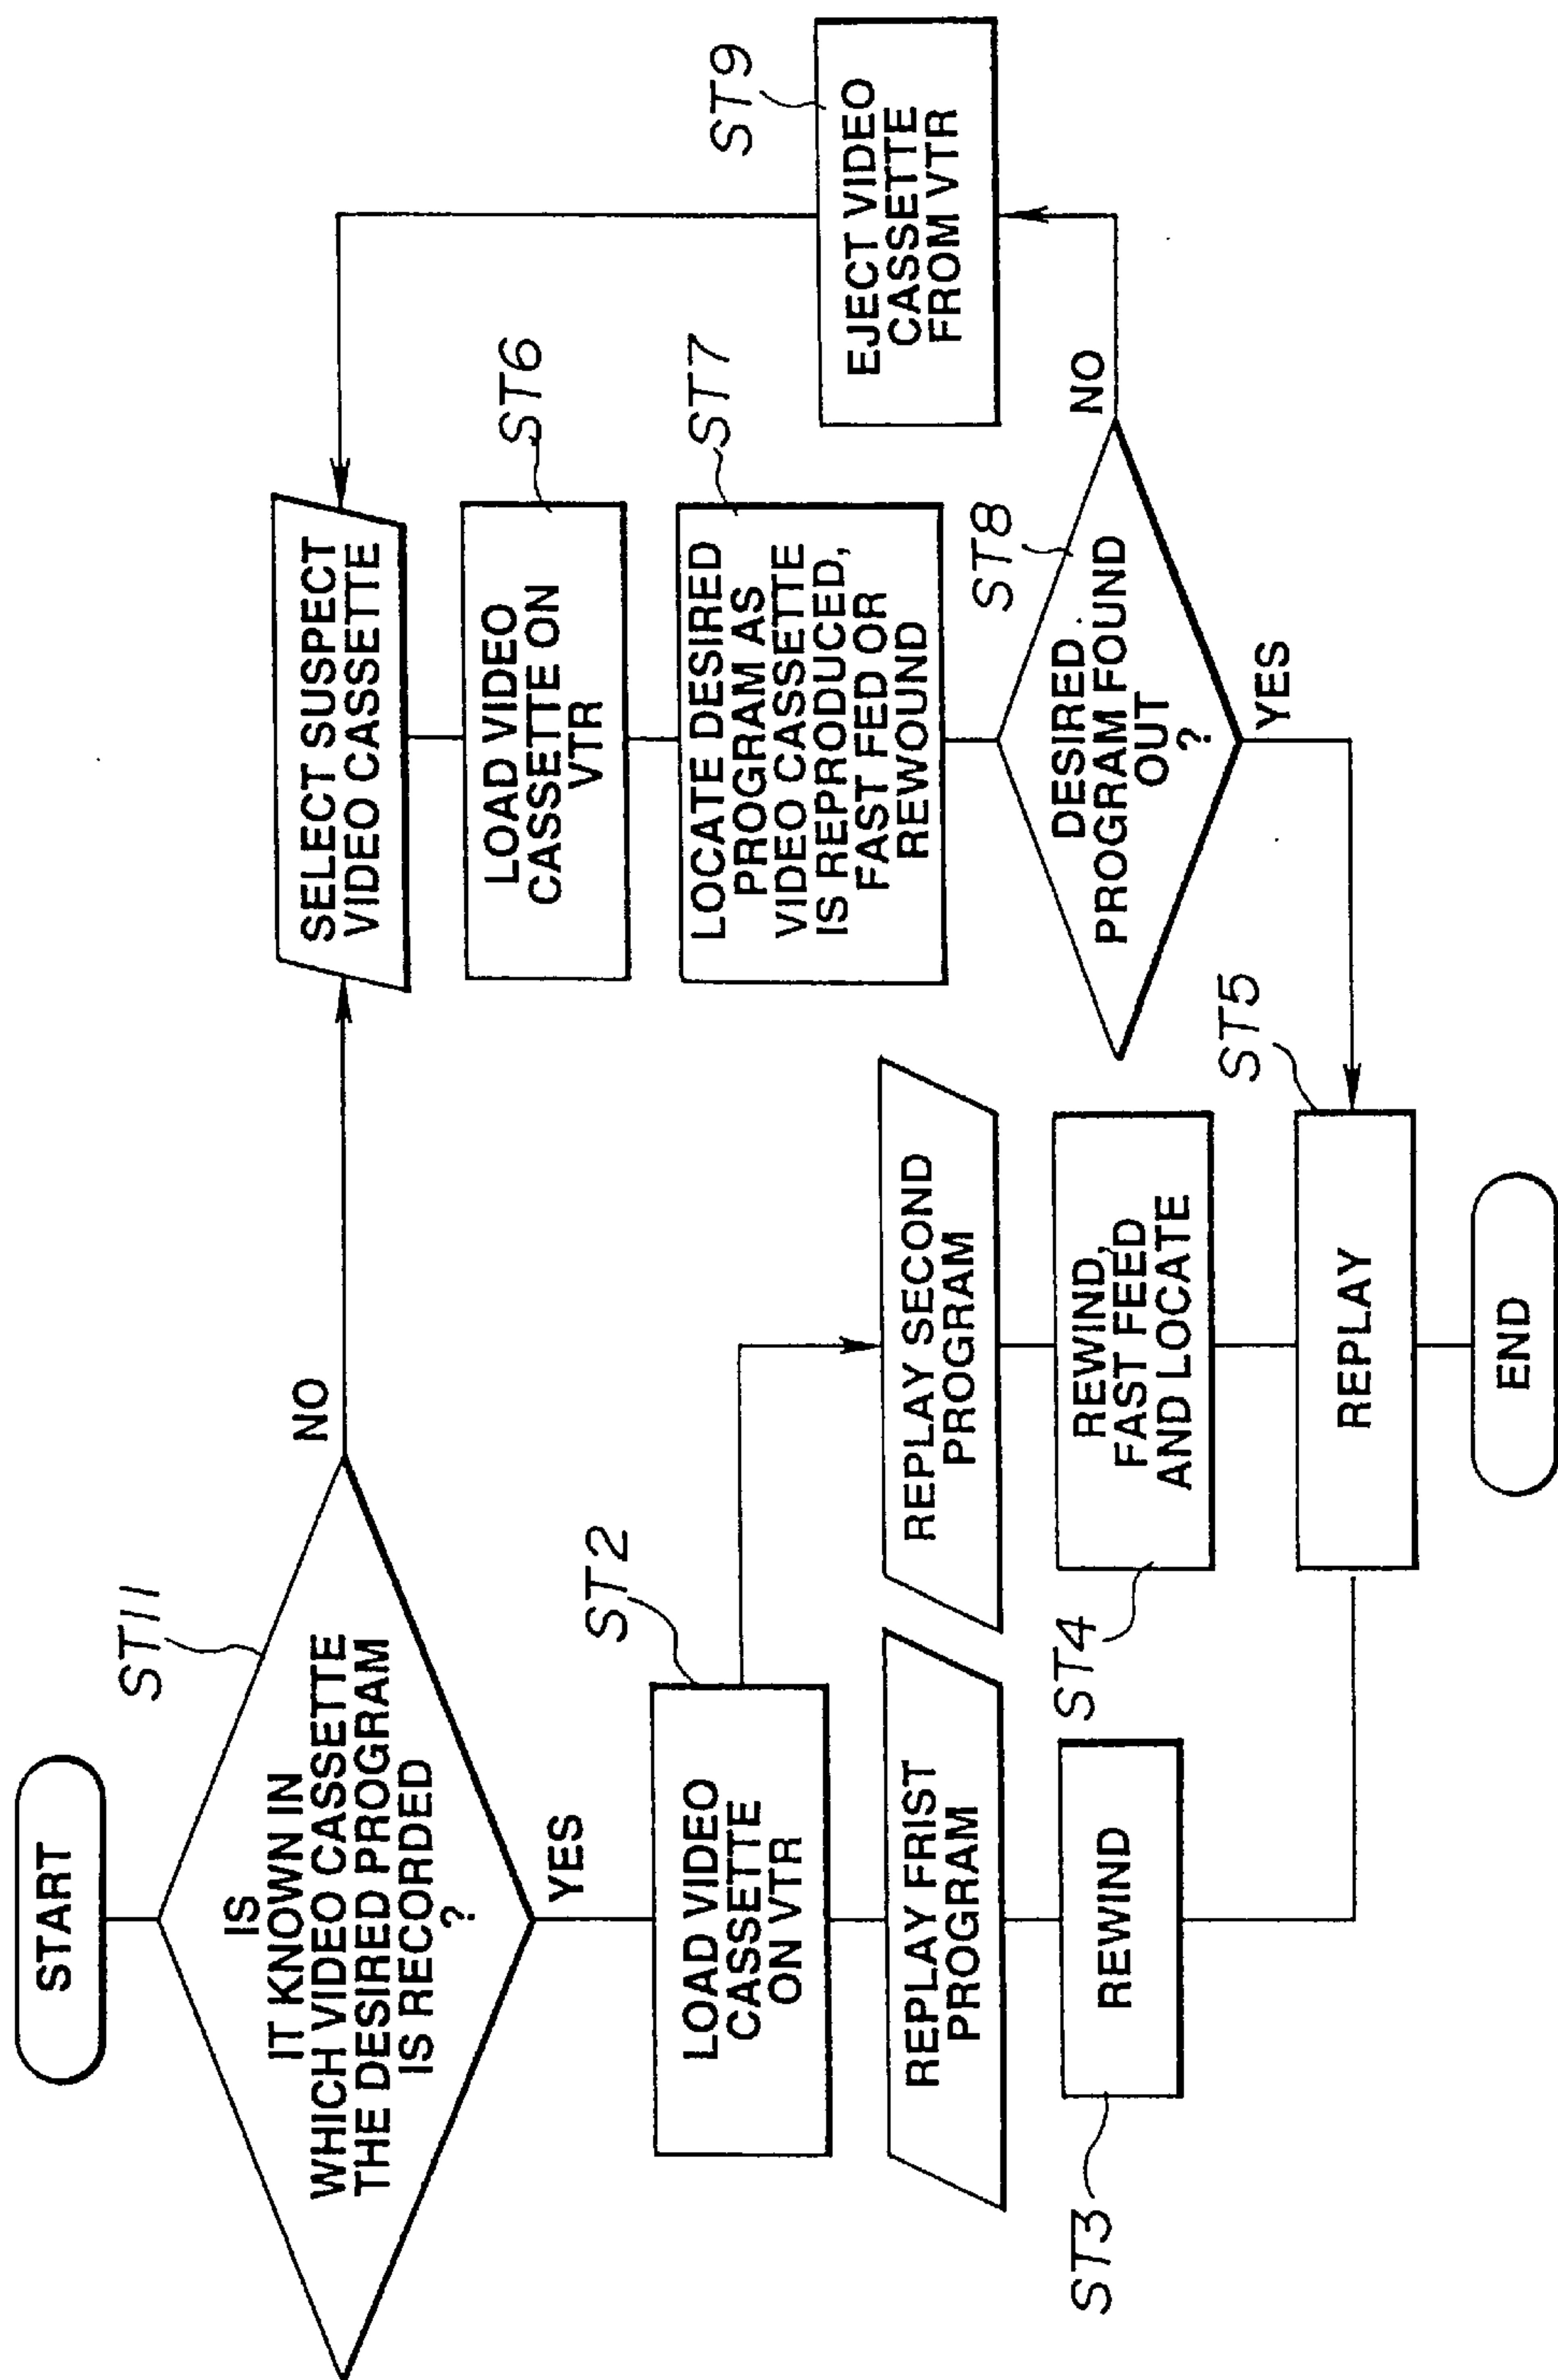 START
ST11
IS
IT KNOWN IN
WHICH VIDEO CASSETTE
THE DESIRED PROGRAM
IS RECORDED
?
NO
YES
ST2
LOAD VIDEO
CASSETTE
ON VTR
REPLAY FRIST
PROGRAM
ST3
REWIND
REPLAY SECOND
PROGRAM
ST4
REWIND,
FAST FEED
AND LOCATE
ST5
REPLAY
END
SELECT SUSPECT
VIDEO CASSETTE
ST6
LOAD VIDEO
CASSETTE ON
VTR
ST7
LOCATE DESIRED
PROGRAM AS
VIDEO CASSETTE
IS REPRODUCED,
FAST FED OR
REWOUND
ST8
DESIRED
PROGRAM FOUND
OUT
?
NO
YES
ST9
EJECT VIDEO
CASSETTE
FROM VTR